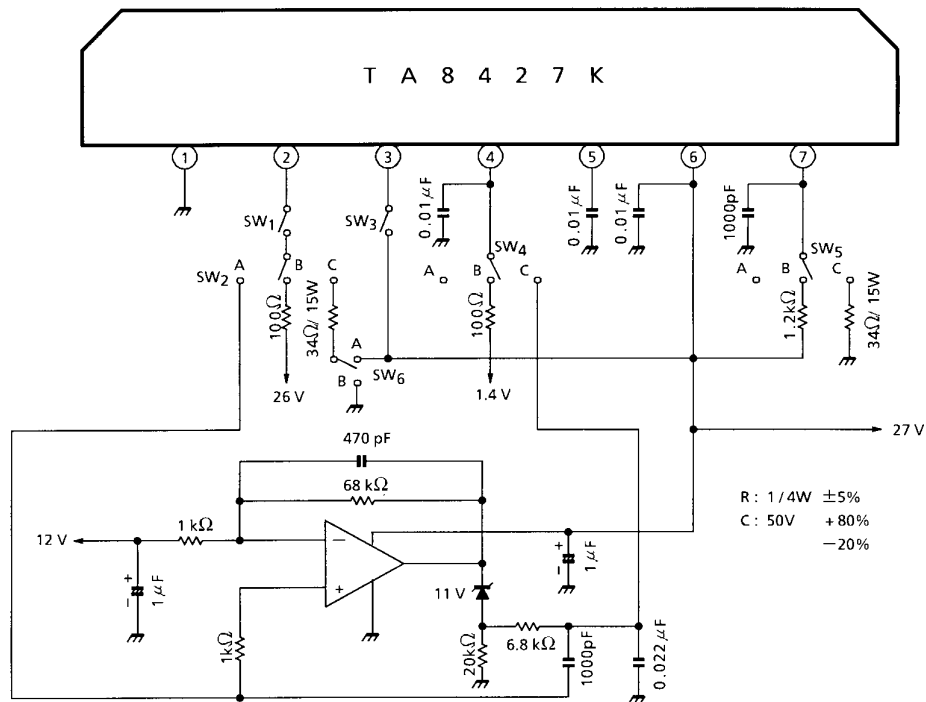 T A 8 4 2 7 K
1 2 3 4 5 6 7
SW1
SW3
0.01 μF
SW4
0.01 μF
0.01 μF
1000pF
SW5
SW2
A
B
C
A
B
C
A
B
C
100Ω
34Ω/ 15W
100Ω
1.2kΩ
34Ω/ 15W
A
B
SW6
26 V
1.4 V
27 V
470 pF
68 kΩ
R : 1/4W ±5%
C : 50V +80%
−20%
1 kΩ
12 V
+
−
1 μF
−
+
+
−
1 μF
11 V
1kΩ
20kΩ
6.8 kΩ
1000pF
0.022 μF